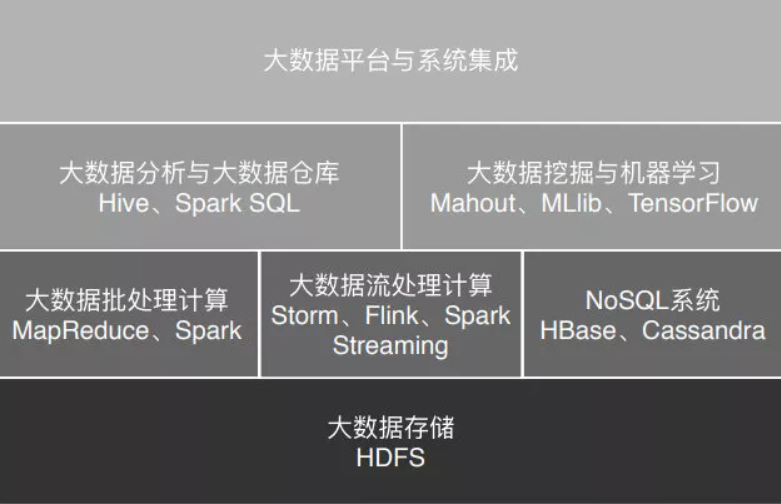 大数据平台与系统集成
大数据分析与大数据仓库
Hive、Spark SQL
大数据挖掘与机器学习
Mahout、MLlib、TensorFlow
大数据批处理计算
MapReduce、Spark
大数据流处理计算
Storm、Flink、Spark
Streaming
NoSQL系统
HBase、Cassandra
大数据存储
HDFS